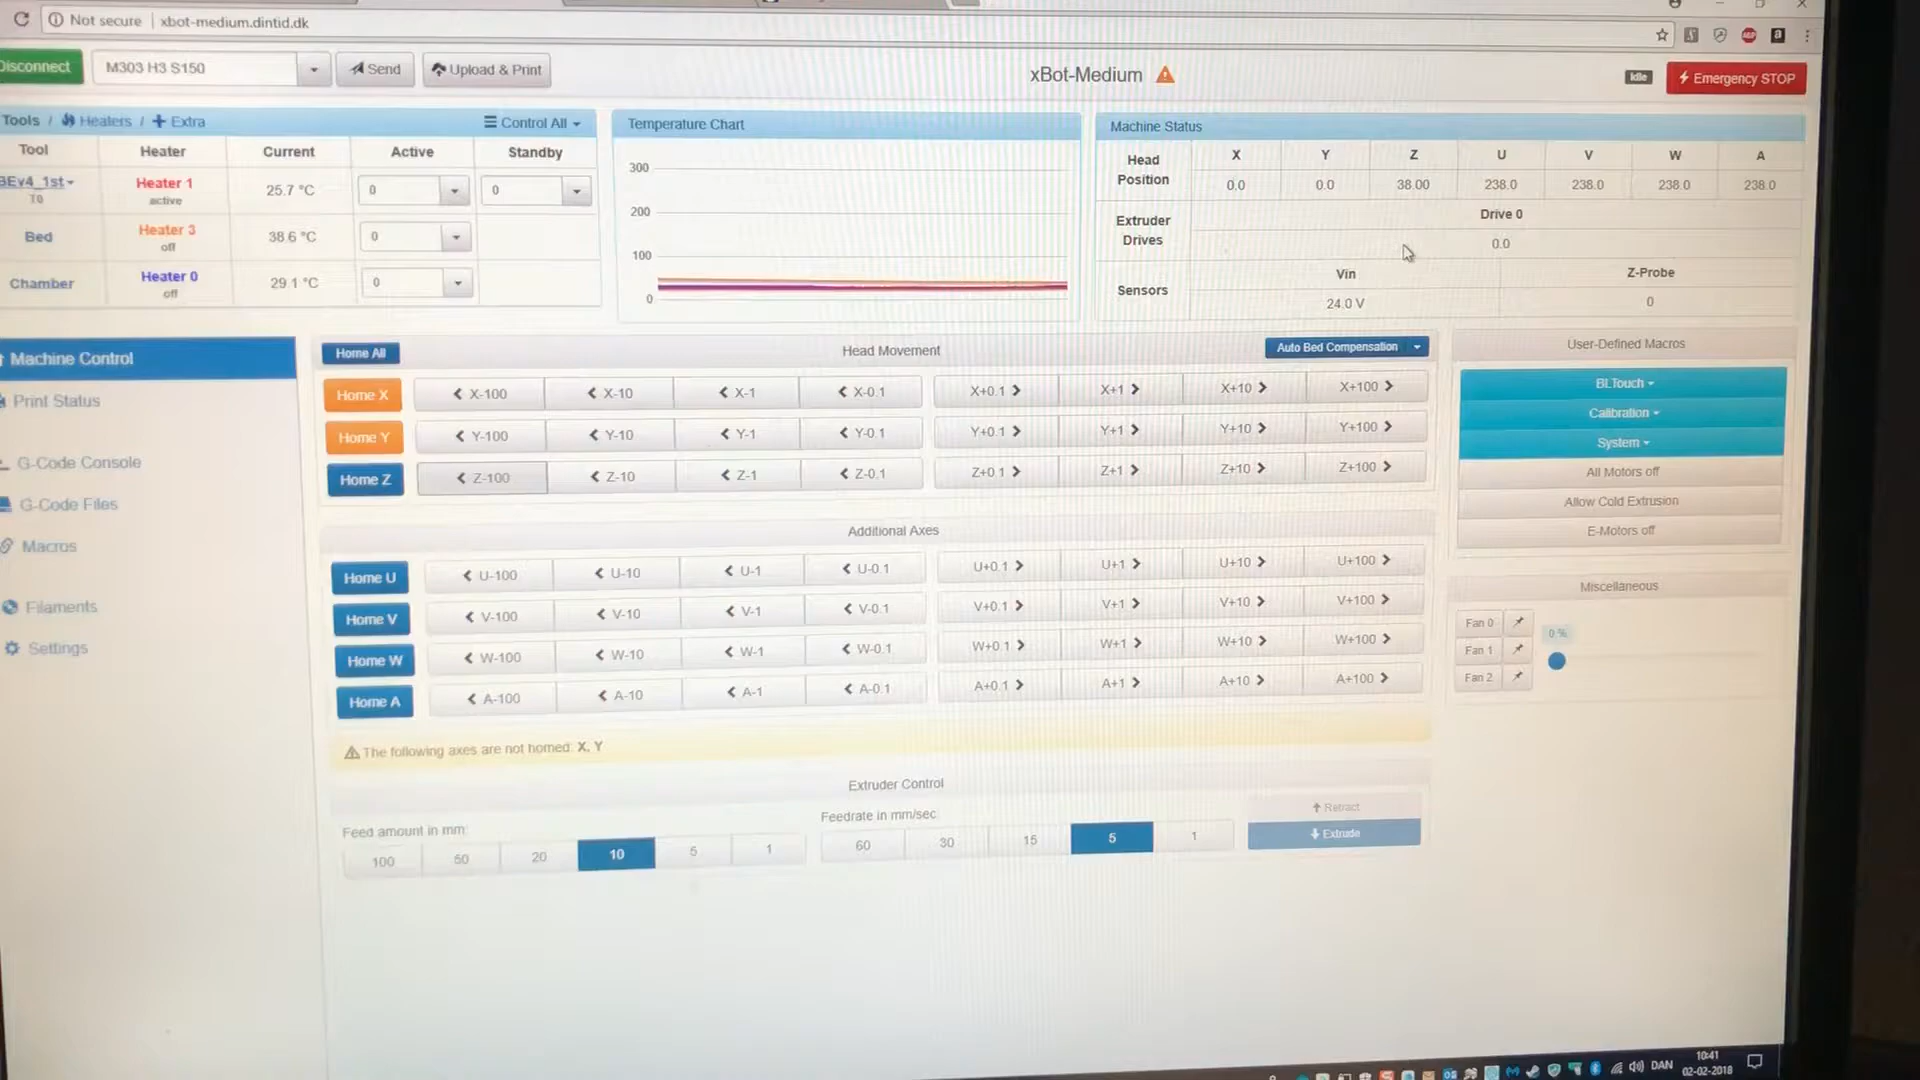 Not secure | xbot-medium.dintid.dk
Disconnect
M303 H3 S150
Send
Upload & Print
xBot-Medium
Idle
Emergency STOP
Tools / Heaters / Extra
Control All
Tool Heater Current Active Standby
BEv4_1st
T0
Heater 1
active
25.7 °C
0
0
Bed
Heater 3
off
38.6 °C
0
Chamber
Heater 0
off
29.1 °C
0
Temperature Chart
300
200
100
0
Machine Status
Head Position
X Y Z U V W A
0.0 0.0 38.00 238.0 238.0 238.0 238.0
Extruder Drives
Drive 0
0.0
Sensors
Vin Z-Probe
24.0 V 0
Machine Control
Print Status
G-Code Console
G-Code Files
Macros
Filaments
Settings
Home All
Head Movement
Auto Bed Compensation
Home X X-100 X-10 X-1 X-0.1 X+0.1 X+1 X+10 X+100
Home Y Y-100 Y-10 Y-1 Y-0.1 Y+0.1 Y+1 Y+10 Y+100
Home Z Z-100 Z-10 Z-1 Z-0.1 Z+0.1 Z+1 Z+10 Z+100
Additional Axes
Home U U-100 U-10 U-1 U-0.1 U+0.1 U+1 U+10 U+100
Home V V-100 V-10 V-1 V-0.1 V+0.1 V+1 V+10 V+100
Home W W-100 W-10 W-1 W-0.1 W+0.1 W+1 W+10 W+100
Home A A-100 A-10 A-1 A-0.1 A+0.1 A+1 A+10 A+100
The following axes are not homed: X, Y
Extruder Control
Feed amount in mm:
100 50 20 10 5 1
Feedrate in mm/sec:
60 30 15 5 1
Retract
Extrude
User-Defined Macros
BLTouch
Calibration
System
All Motors off
Allow Cold Extrusion
E-Motors off
Miscellaneous
Fan 0
Fan 1
Fan 2
0 %
DAN
10:41
02-02-2018